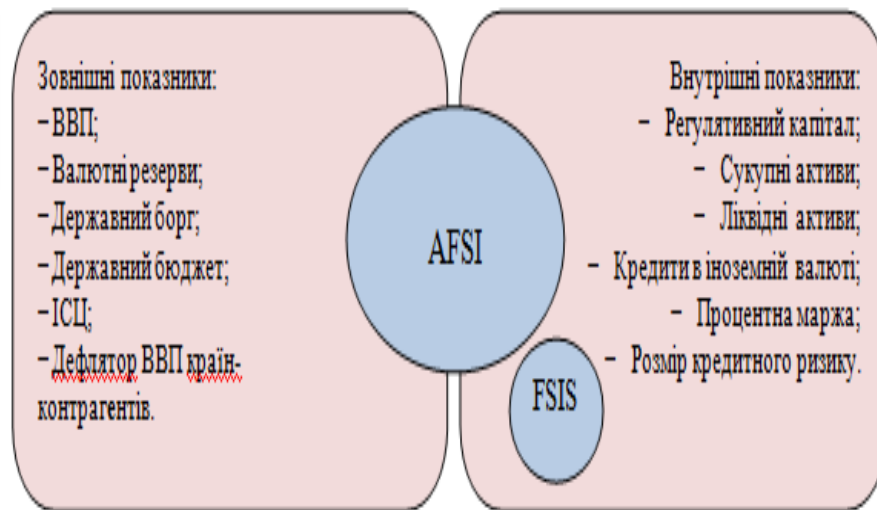 Зовнішні показники:
– ВВП;
– Валютні резерви;
– Державний борг;
– Державний бюджет;
– ІСЦ;
– Дефлятор ВВП країн-
контрагентів.
AFSI
Внутрішні показники:
– Регулятивний капітал;
– Сукупні активи;
– Ліквідні активи;
– Кредити в іноземній валюті;
– Процентна маржа;
– Розмір кредитного ризику.
FSIS